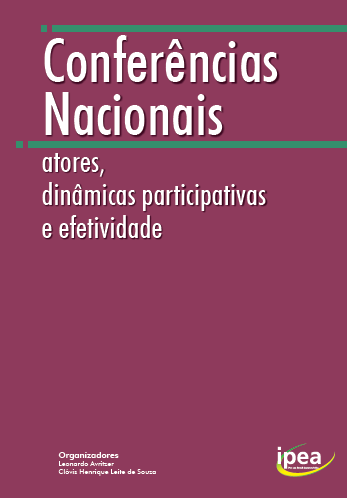 Conferências
Nacionais
atores,
dinâmicas participativas
e efetividade
Organizadores
Leonardo Avritzer
Clóvis Henrique Leite de Souza
ipea